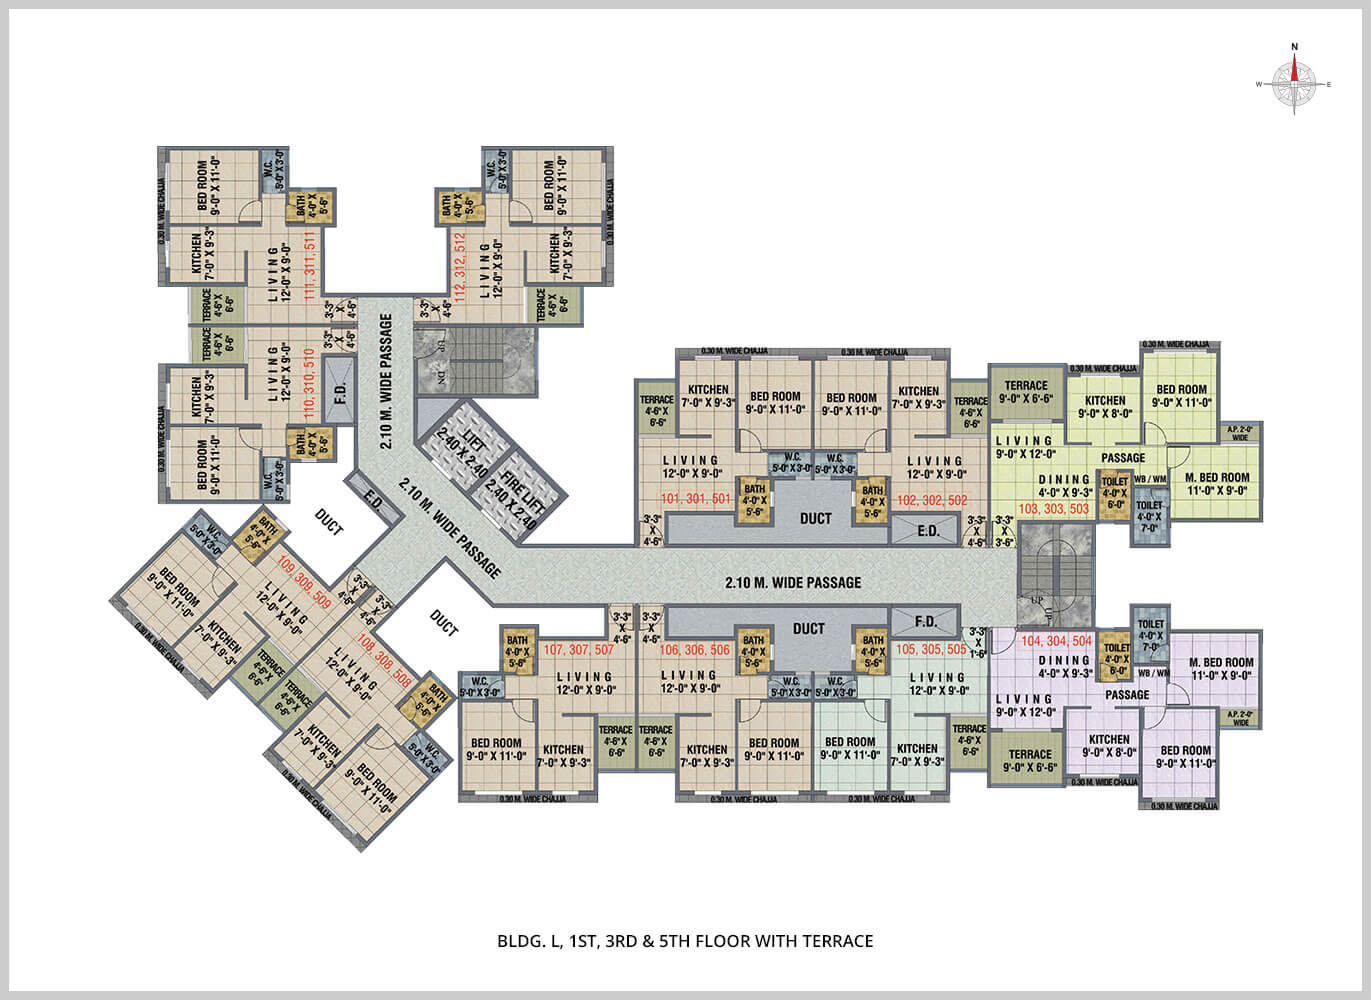 N
W
E
0.30 M. WIDE CHAJJA
BED ROOM
9'-0" X 11'-0"
W.C.
5'-0" X 3'-0"
BATH
4'-0" X
5'-6"
KITCHEN
7'-0" X 9'-3"
LIVING
12'-0" X 9'-0"
111, 311, 511
TERRACE
4'-6" X
6'-6"
3'-3"
X
4'-6"
W.C.
5'-0" X 3'-0"
BED ROOM
9'-0" X 11'-0"
BATH
4'-0" X
5'-6"
KITCHEN
7'-0" X 9'-3"
LIVING
12'-0" X 9'-0"
112, 312, 512
TERRACE
4'-6" X
6'-6"
3'-3"
X
4'-6"
TERRACE
4'-6" X
6'-6"
3'-3"
X
4'-6"
LIVING
12'-0" X 9'-0"
110, 310, 510
KITCHEN
7'-0" X 9'-3"
F.D.
BATH
4'-0" X
5'-6"
BED ROOM
9'-0" X 11'-0"
W.C.
5'-0" X 3'-0"
0.30 M. WIDE CHAJJA
2.10 M. WIDE PASSAGE
UP
DN
LIFT
2.40 X 2.40
FIRE LIFT
2.40 X 2.40
E.D.
2.10 M. WIDE PASSAGE
DUCT
DUCT
W.C.
5'-0" X 3'-0"
BATH
4'-0" X
5'-6"
109, 309, 509
LIVING
12'-0" X 9'-0"
BED ROOM
9'-0" X 11'-0"
KITCHEN
7'-0" X 9'-3"
TERRACE
4'-6" X
6'-6"
0.30 M. WIDE CHAJJA
3'-3"
X
4'-6"
3'-3"
X
4'-6"
108, 308, 508
LIVING
12'-0" X 9'-0"
BATH
4'-0" X
5'-6"
W.C.
5'-0" X 3'-0"
TERRACE
4'-6" X
6'-6"
KITCHEN
7'-0" X 9'-3"
BED ROOM
9'-0" X 11'-0"
0.30 M. WIDE CHAJJA
0.30 M. WIDE CHAJJA
0.30 M. WIDE CHAJJA
TERRACE
4'-6" X
6'-6"
KITCHEN
7'-0" X 9'-3"
BED ROOM
9'-0" X 11'-0"
BED ROOM
9'-0" X 11'-0"
KITCHEN
7'-0" X 9'-3"
TERRACE
4'-6" X
6'-6"
LIVING
12'-0" X 9'-0"
101, 301, 501
W.C.
5'-0" X 3'-0"
W.C.
5'-0" X 3'-0"
LIVING
12'-0" X 9'-0"
102, 302, 502
BATH
4'-0" X
5'-6"
DUCT
BATH
4'-0" X
5'-6"
E.D.
3'-3"
X
4'-6"
3'-3"
X
4'-6"
3'-3"
X
3'-6"
0.30 M. WIDE CHAJJA
0.30 M. WIDE CHAJJA
TERRACE
9'-0" X 6'-6"
KITCHEN
9'-0" X 8'-0"
BED ROOM
9'-0" X 11'-0"
A.P. 2'-0"
WIDE
LIVING
9'-0" X 12'-0"
PASSAGE
DINING
4'-0" X 9'-3"
103, 303, 503
TOILET
4'-0" X
6'-0"
WB / WM
TOILET
4'-0" X
7'-0"
M. BED ROOM
11'-0" X 9'-0"
2.10 M. WIDE PASSAGE
UP
UP
3'-3"
X
4'-6"
3'-3"
X
4'-6"
BATH
4'-0" X
5'-6"
107, 307, 507
LIVING
12'-0" X 9'-0"
W.C.
5'-0" X 3'-0"
BED ROOM
9'-0" X 11'-0"
KITCHEN
7'-0" X 9'-3"
TERRACE
4'-6" X
6'-6"
0.30 M. WIDE CHAJJA
106, 306, 506
LIVING
12'-0" X 9'-0"
BATH
4'-0" X
5'-6"
DUCT
BATH
4'-0" X
5'-6"
F.D.
W.C.
5'-0" X 3'-0"
W.C.
5'-0" X 3'-0"
TERRACE
4'-6" X
6'-6"
KITCHEN
7'-0" X 9'-3"
BED ROOM
9'-0" X 11'-0"
0.30 M. WIDE CHAJJA
105, 305, 505
3'-3"
X
LIVING
12'-0" X 9'-0"
BED ROOM
9'-0" X 11'-0"
KITCHEN
7'-0" X 9'-3"
TERRACE
4'-6" X
6'-6"
0.30 M. WIDE CHAJJA
104, 304, 504
DINING
4'-0" X 9'-3"
TOILET
4'-0" X
6'-0"
TOILET
4'-0" X
7'-0"
WB / WM
M. BED ROOM
11'-0" X 9'-0"
PASSAGE
LIVING
9'-0" X 12'-0"
A.P. 2'-0"
WIDE
TERRACE
9'-0" X 6'-6"
KITCHEN
9'-0" X 8'-0"
BED ROOM
9'-0" X 11'-0"
0.30 M. WIDE CHAJJA
0.30 M. WIDE CHAJJA
BLDG. L, 1ST, 3RD & 5TH FLOOR WITH TERRACE